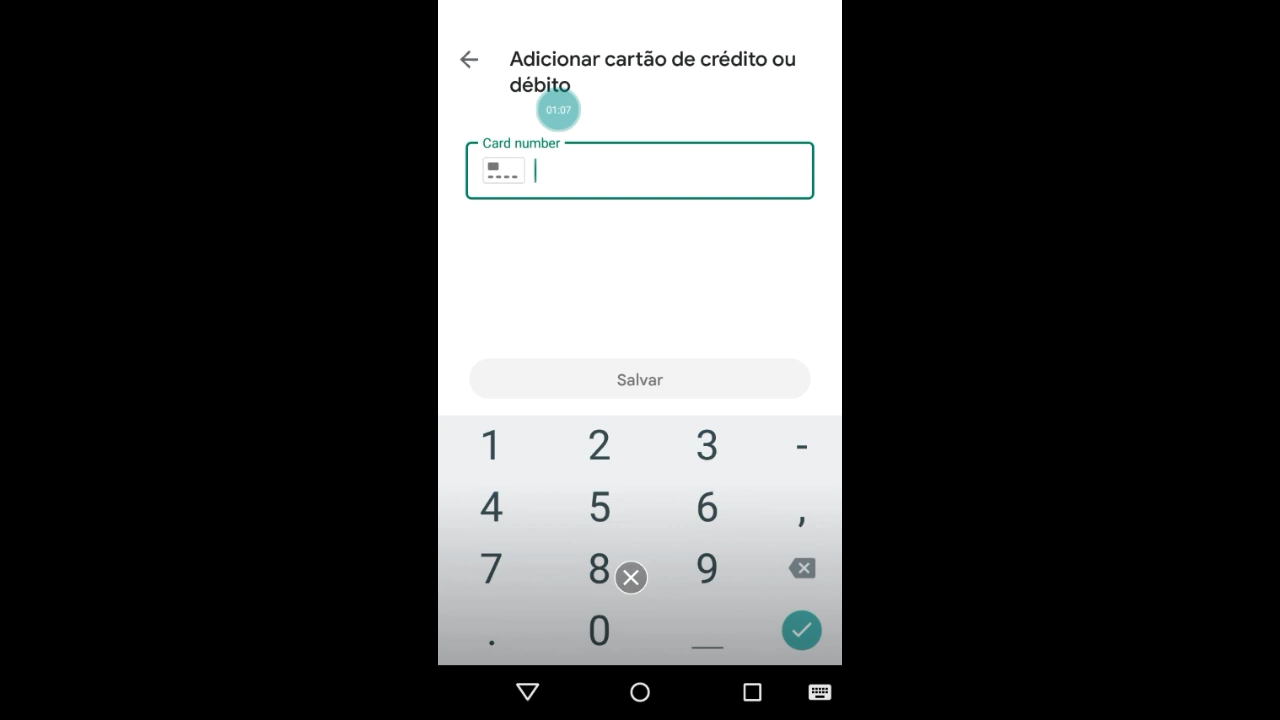 Adicionar cartão de crédito ou
débito
01:07
Card number
Salvar
1 2 3 -
4 5 6 ,
7 8 9
. 0 _